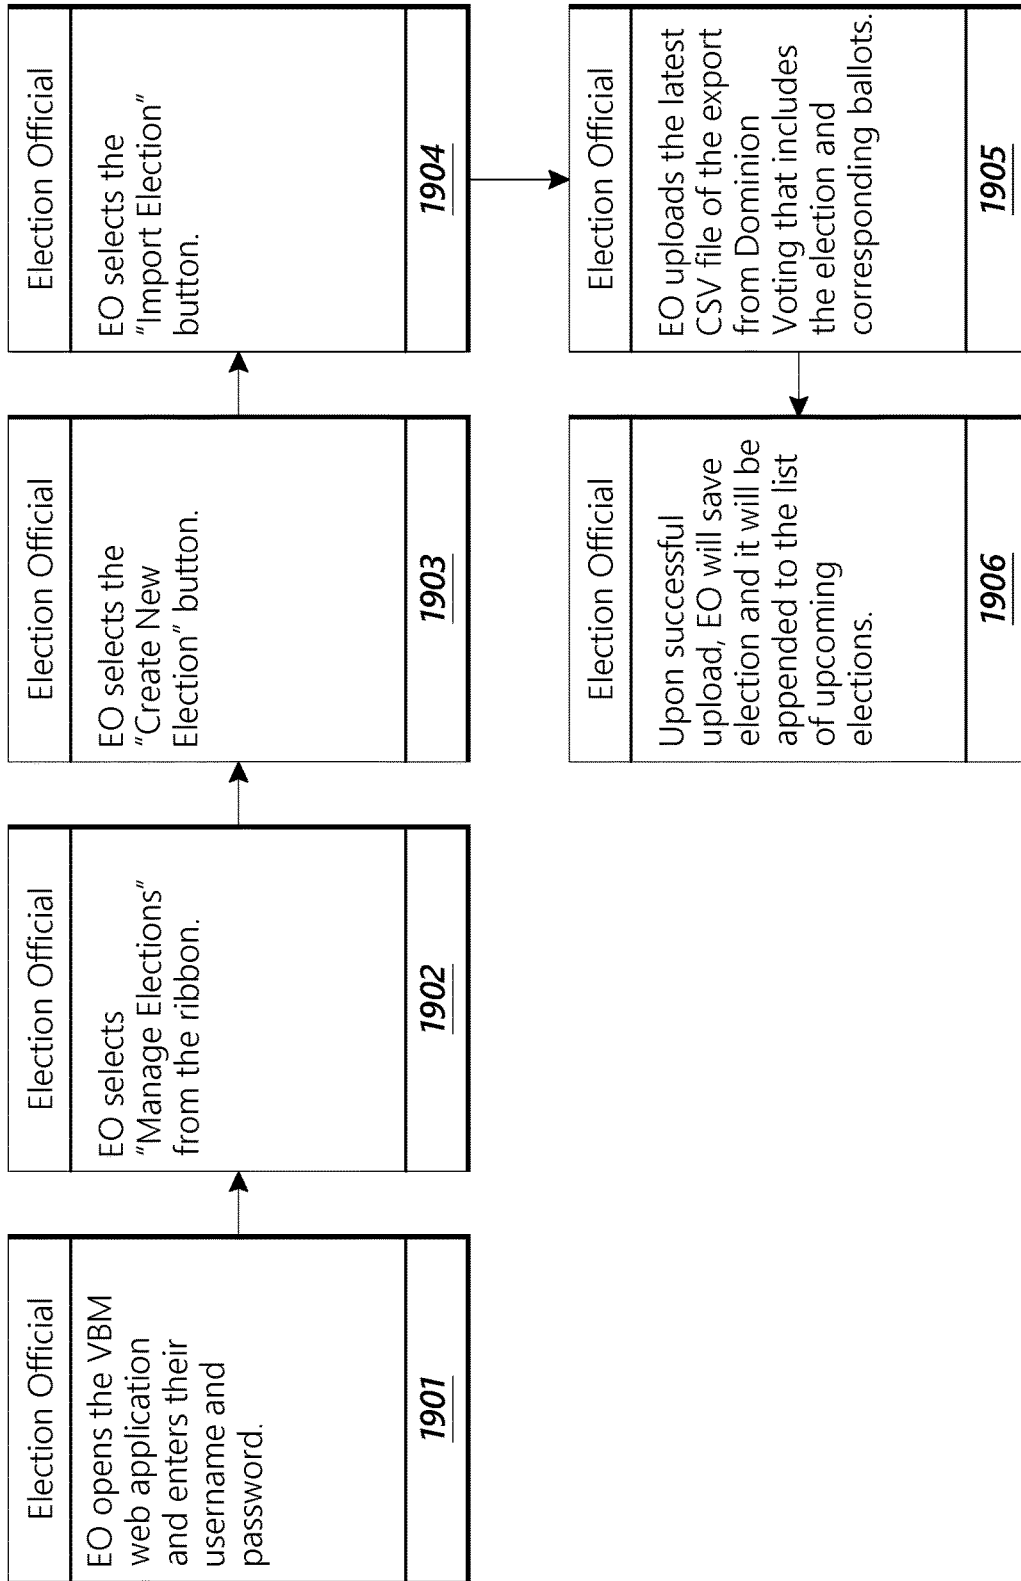 Election Official
EO opens the VBM
web application
and enters their
username and
password.
1901
Election Official
EO selects
“Manage Elections”
from the ribbon.
1902
Election Official
EO selects the
“Create New
Election” button.
1903
Election Official
EO selects the
“Import Election”
button.
1904
Election Official
EO uploads the latest
CSV file of the export
from Dominion
Voting that includes
the election and
corresponding ballots.
1905
Election Official
Upon successful
upload, EO will save
election and it will be
appended to the list
of upcoming
elections.
1906